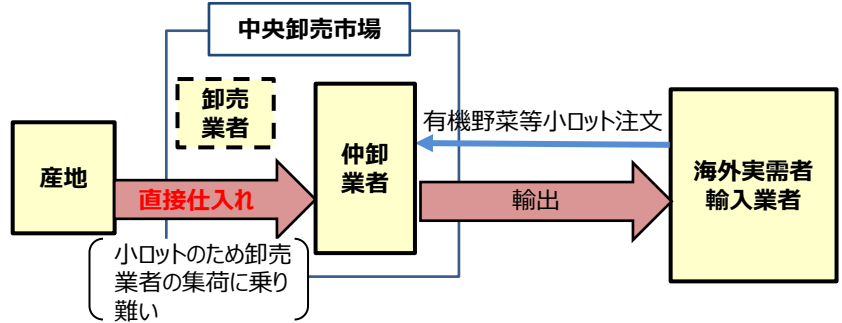 中央卸売市場
卸売
業者
仲卸
業者
有機野菜等小ロット注文
海外実需者
輸入業者
産地
直接仕入れ
輸出
小ロットのため卸売
業者の集荷に乗り
難い